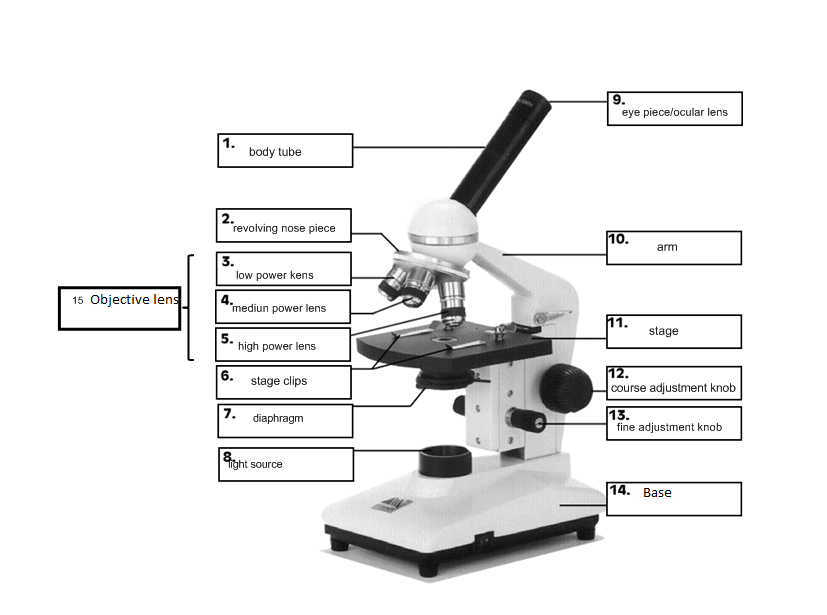 9.
eye piece/ocular lens
1.
body tube
2.
revolving nose piece
10.
arm
3.
low power kens
15 Objective lens
4.
mediun power lens
11.
stage
5.
high power lens
6.
stage clips
12.
course adjustment knob
7.
diaphragm
13.
fine adjustment knob
8.
light source
14. Base